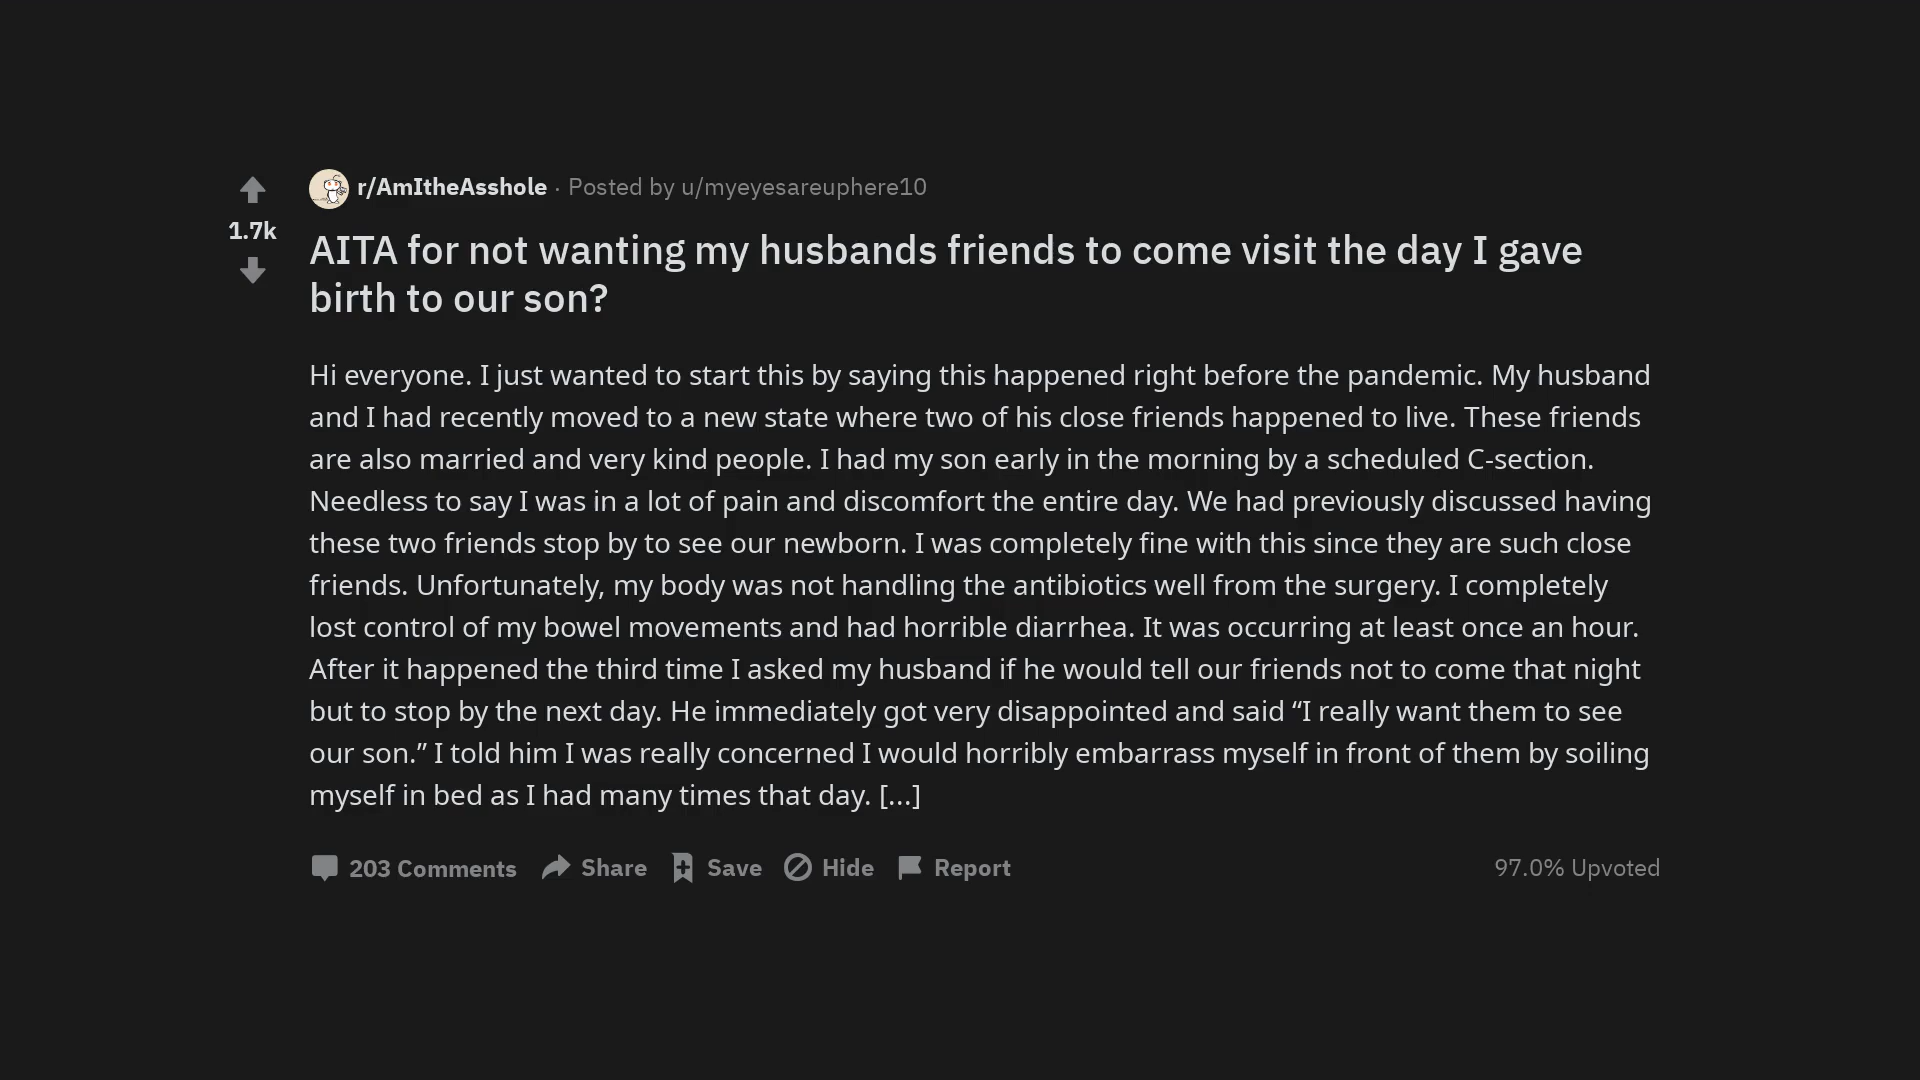 r/AmItheAsshole · Posted by u/myeyesareuphere10
1.7k
AITA for not wanting my husbands friends to come visit the day I gave
birth to our son?
Hi everyone. I just wanted to start this by saying this happened right before the pandemic. My husband
and I had recently moved to a new state where two of his close friends happened to live. These friends
are also married and very kind people. I had my son early in the morning by a scheduled C-section.
Needless to say I was in a lot of pain and discomfort the entire day. We had previously discussed having
these two friends stop by to see our newborn. I was completely fine with this since they are such close
friends. Unfortunately, my body was not handling the antibiotics well from the surgery. I completely
lost control of my bowel movements and had horrible diarrhea. It was occurring at least once an hour.
After it happened the third time I asked my husband if he would tell our friends not to come that night
but to stop by the next day. He immediately got very disappointed and said “I really want them to see
our son.” I told him I was really concerned I would horribly embarrass myself in front of them by soiling
myself in bed as I had many times that day. [...]
203 Comments Share Save Hide Report 97.0% Upvoted